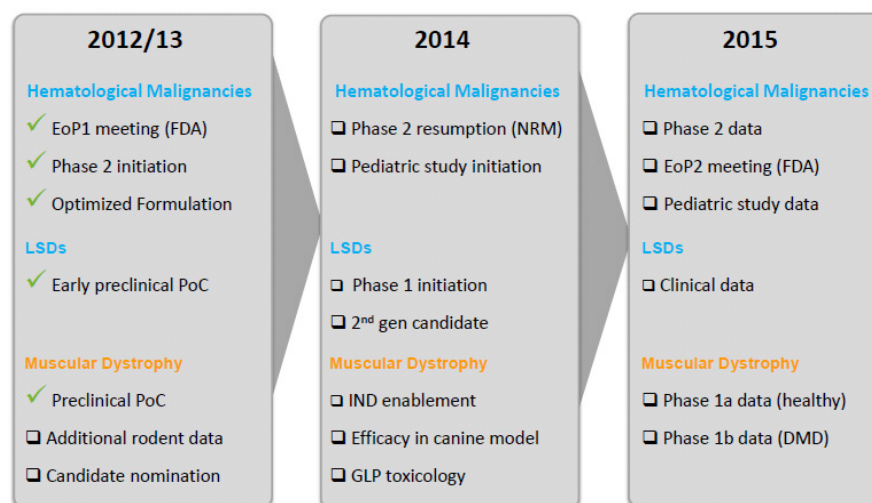 2012/13
Hematological Malignancies
EoP1 meeting (FDA)
Phase 2 initiation
Optimized Formulation
LSDs
Early preclinical PoC
Muscular Dystrophy
Preclinical PoC
Additional rodent data
Candidate nomination
2014
Hematological Malignancies
Phase 2 resumption (NRM)
Pediatric study initiation
LSDs
Phase 1 initiation
2nd gen candidate
Muscular Dystrophy
IND enablement
Efficacy in canine model
GLP toxicology
2015
Hematological Malignancies
Phase 2 data
EoP2 meeting (FDA)
Pediatric study data
LSDs
Clinical data
Muscular Dystrophy
Phase 1a data (healthy)
Phase 1b data (DMD)